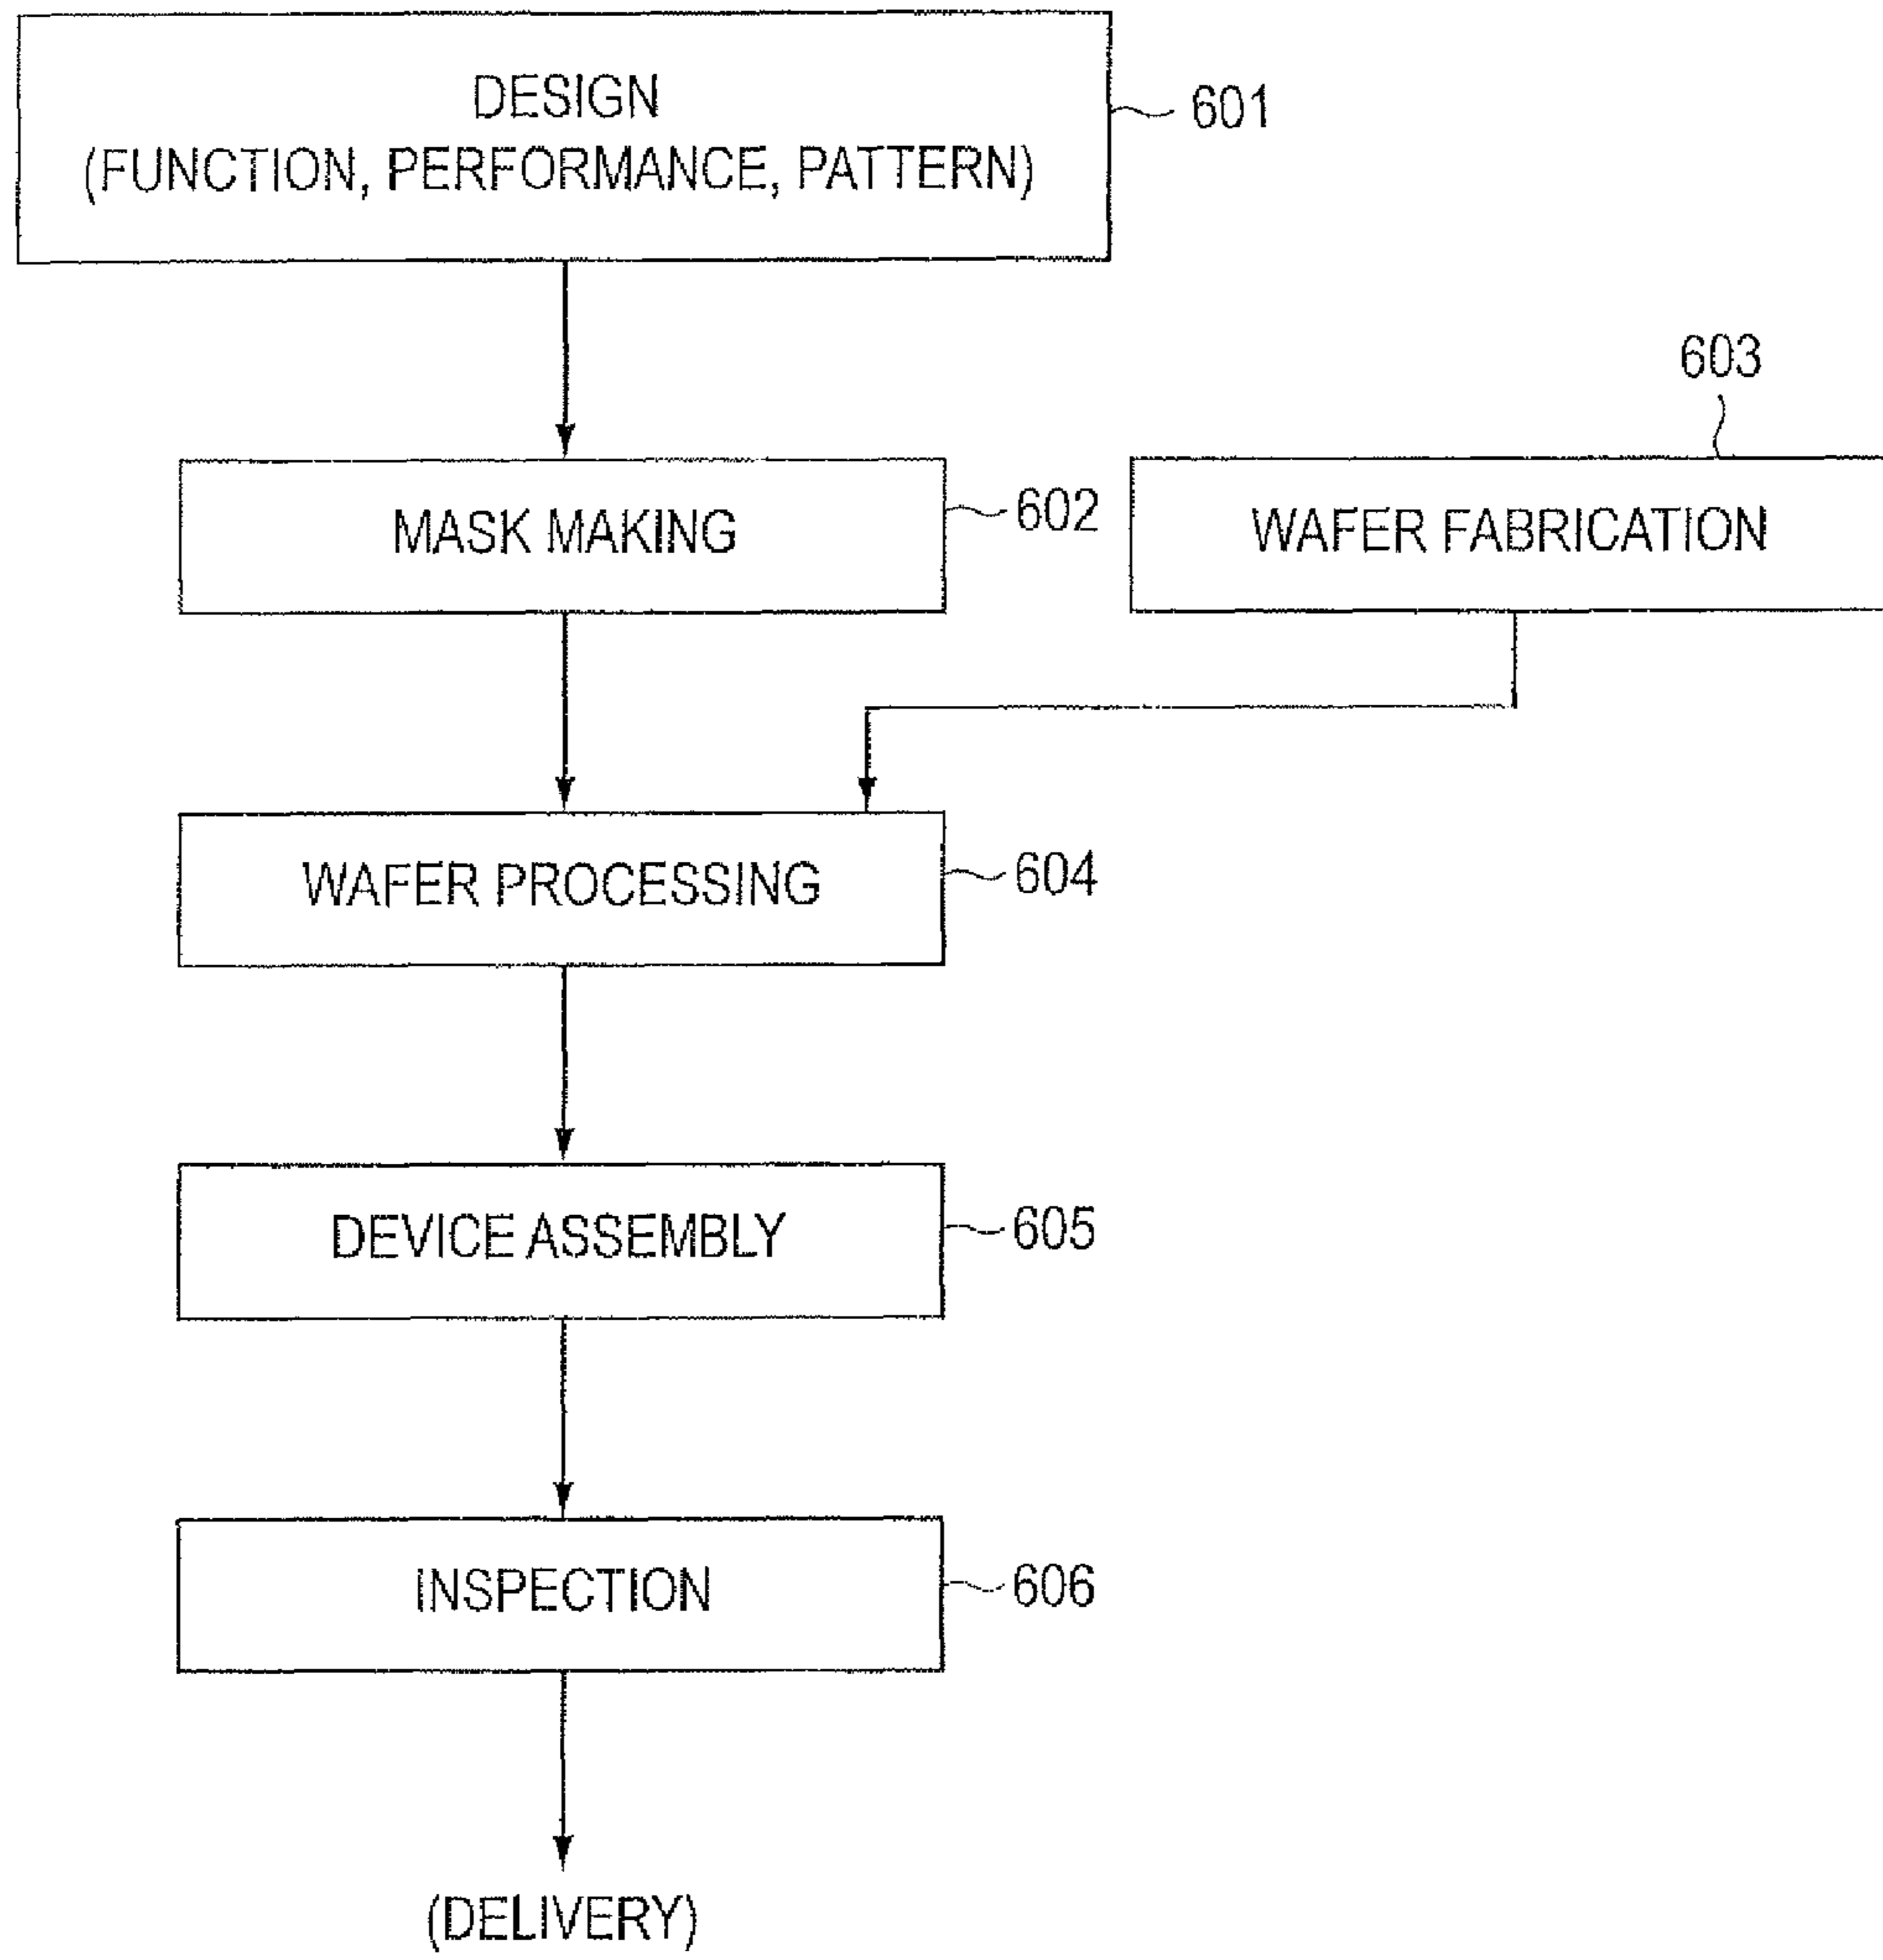 DESIGN
(FUNCTION, PERFORMANCE, PATTERN)
601
603
MASK MAKING
602
WAFER FABRICATION
WAFER PROCESSING
604
DEVICE ASSEMBLY
605
INSPECTION
606
(DELIVERY)